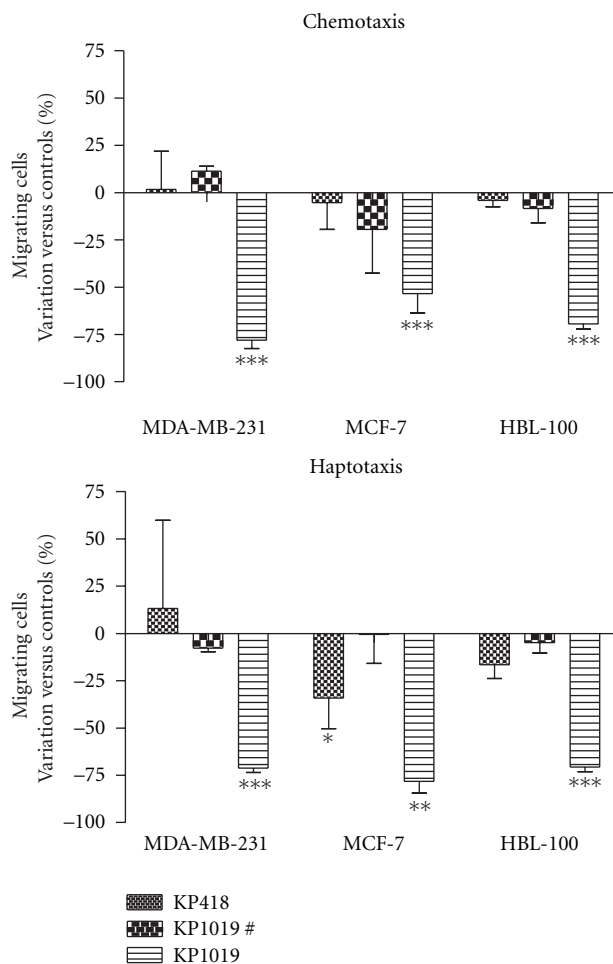 Chemotaxis
Migrating cells
Variation versus controls (%)
75
50
25
0
−25
−50
−75
−100
***
***
***
MDA-MB-231 MCF-7 HBL-100
Haptotaxis
Migrating cells
Variation versus controls (%)
75
50
25
0
−25
−50
−75
−100
*
***
**
***
MDA-MB-231 MCF-7 HBL-100
KP418
KP1019 #
KP1019